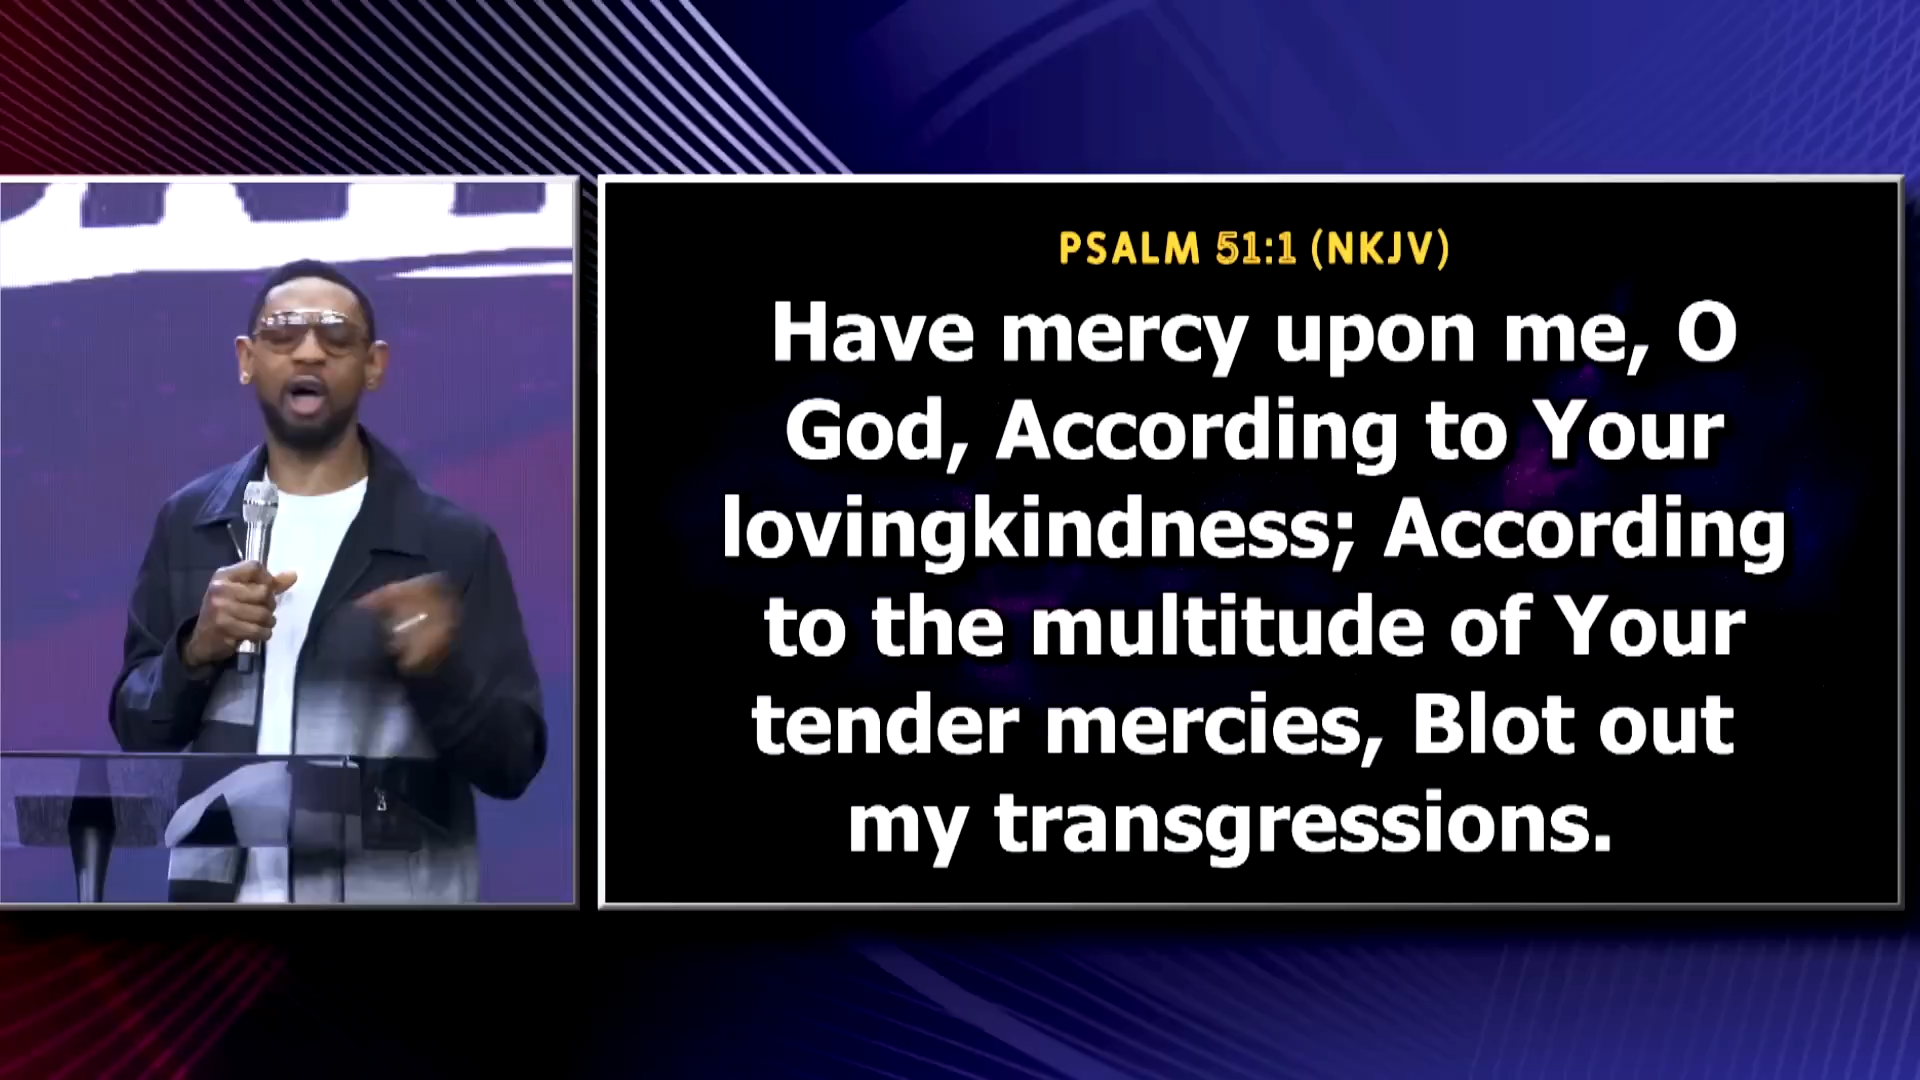 PSALM 51:1 (NKJV)
Have mercy upon me, O
God, According to Your
lovingkindness; According
to the multitude of Your
tender mercies, Blot out
my transgressions.